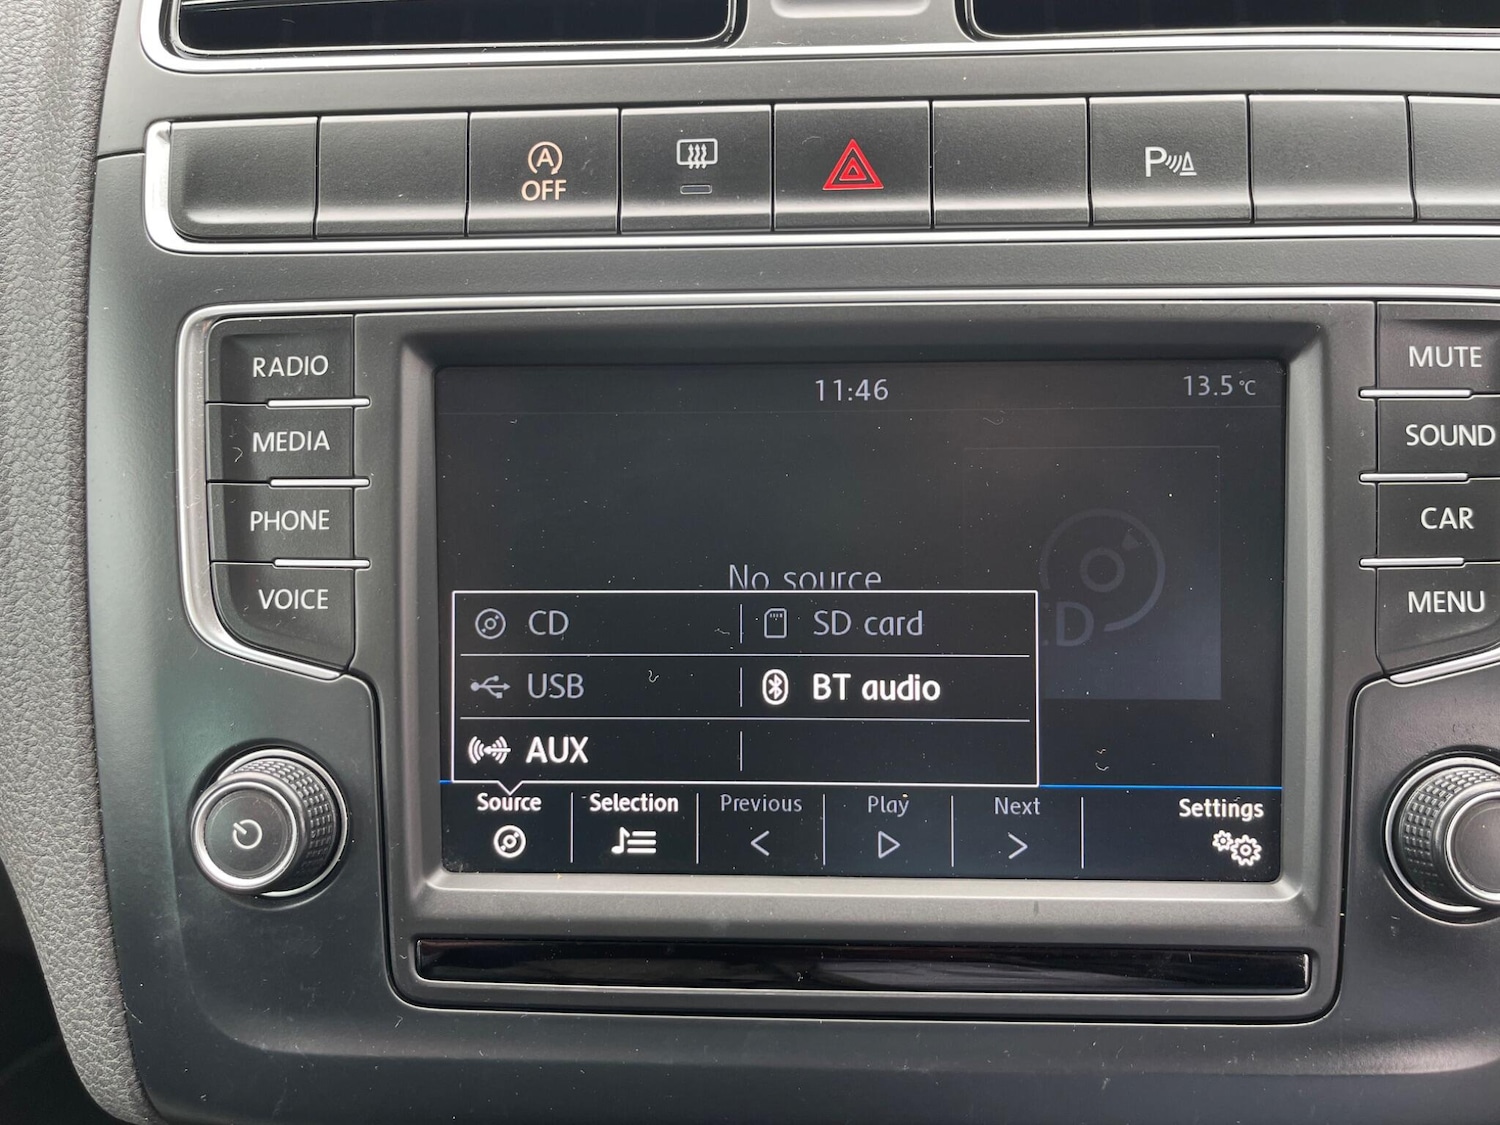 A
OFF
P
RADIO
MEDIA
PHONE
VOICE
MUTE
SOUND
CAR
MENU
11:46
13.5 °C
No source
CD
SD card
USB
BT audio
AUX
Source
Selection
Previous
Play
Next
Settings